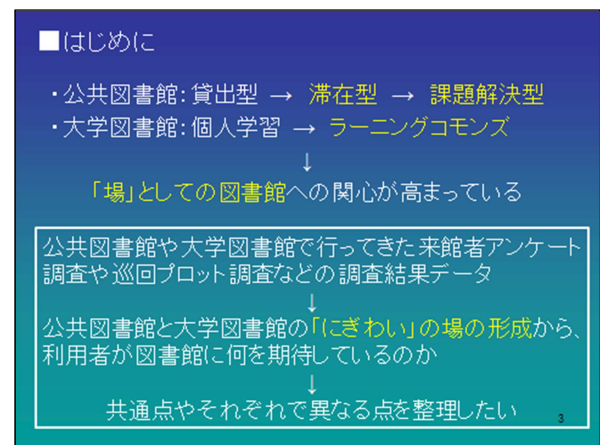 ■はじめに
・公共図書館：貸出型 → 滞在型 → 課題解決型
・大学図書館：個人学習 → ラーニングコモンズ
↓
「場」としての図書館への関心が高まっている
公共図書館や大学図書館で行ってきた来館者アンケート
調査や巡回プロット調査などの調査結果データ
↓
公共図書館と大学図書館の「にぎわい」の場の形成から、
利用者が図書館に何を期待しているのか
↓
共通点やそれぞれで異なる点を整理したい
3